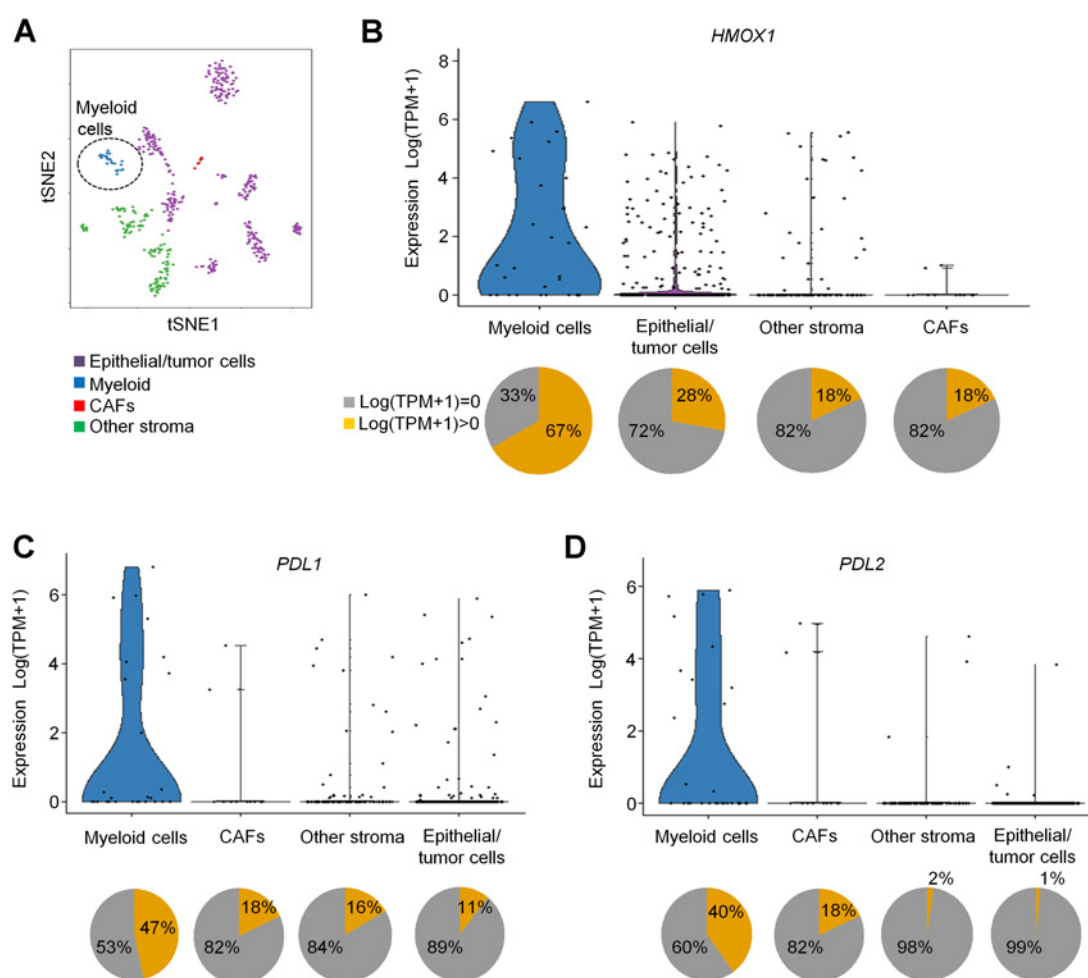 A
Myeloid
cells
tSNE2
tSNE1
Epithelial/tumor cells
Myeloid
CAFs
Other stroma
B
HMOX1
Expression Log(TPM+1)
8
6
4
2
0
Myeloid cells
Epithelial/
tumor cells
Other stroma
CAFs
Log(TPM+1)=0
Log(TPM+1)>0
33%
67%
28%
72%
18%
82%
18%
82%
C
PDL1
Expression Log(TPM+1)
6
4
2
0
Myeloid cells
CAFs
Other stroma
Epithelial/
tumor cells
47%
53%
18%
82%
16%
84%
11%
89%
D
PDL2
Expression Log(TPM+1)
6
4
2
0
Myeloid cells
CAFs
Other stroma
Epithelial/
tumor cells
40%
60%
18%
82%
2%
98%
1%
99%